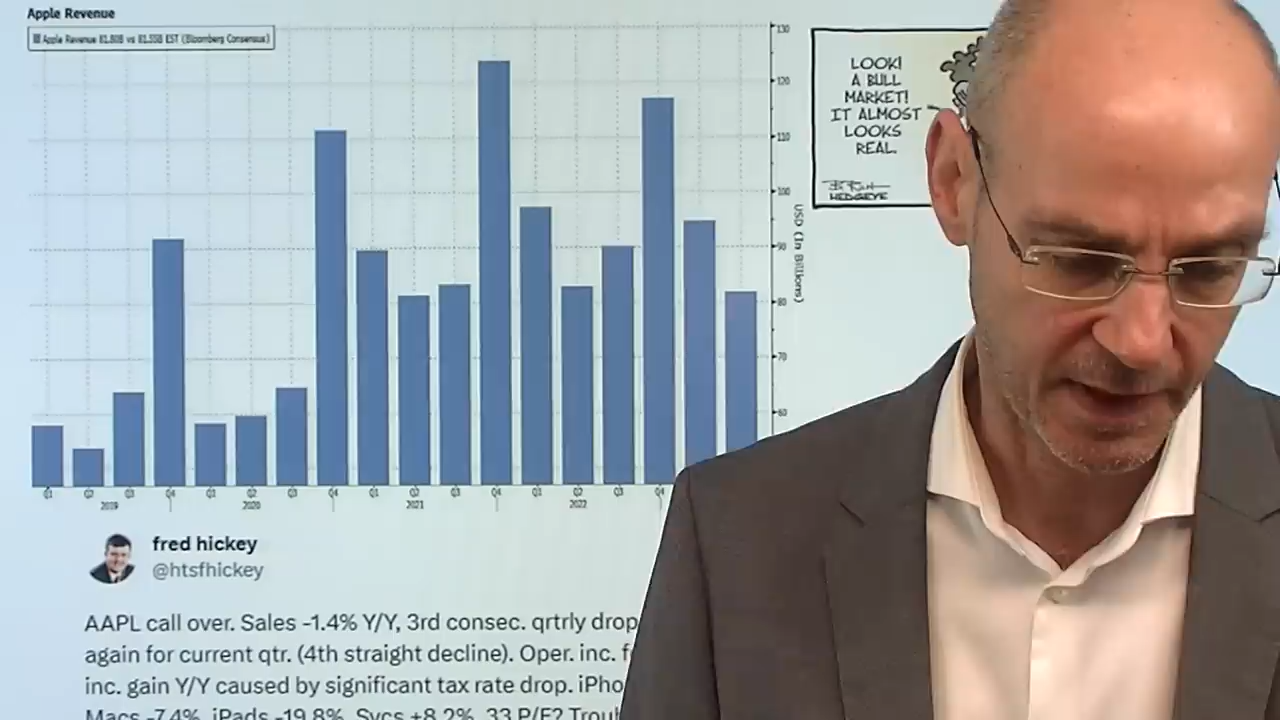 Apple Revenue
Apple Revenue 81.80B vs 81.55B EST (Bloomberg Consensus)
130
120
110
100
90
80
70
60
USD (In Billions)
Q1 Q2 Q3 Q4 Q1 Q2 Q3 Q4 Q1 Q2 Q3 Q4 Q1 Q2 Q3 Q4
2019 2020 2021 2022
LOOK!
A BULL
MARKET!
IT ALMOST
LOOKS
REAL.
HEDGEYE
fred hickey
@htsfhickey
AAPL call over. Sales -1.4% Y/Y, 3rd consec. qrtrly drop
again for current qtr. (4th straight decline). Oper. inc. f
inc. gain Y/Y caused by significant tax rate drop. iPho
Macs -7.4%, iPads -19.8%, Svcs +8.2%, 33 P/E? Troul